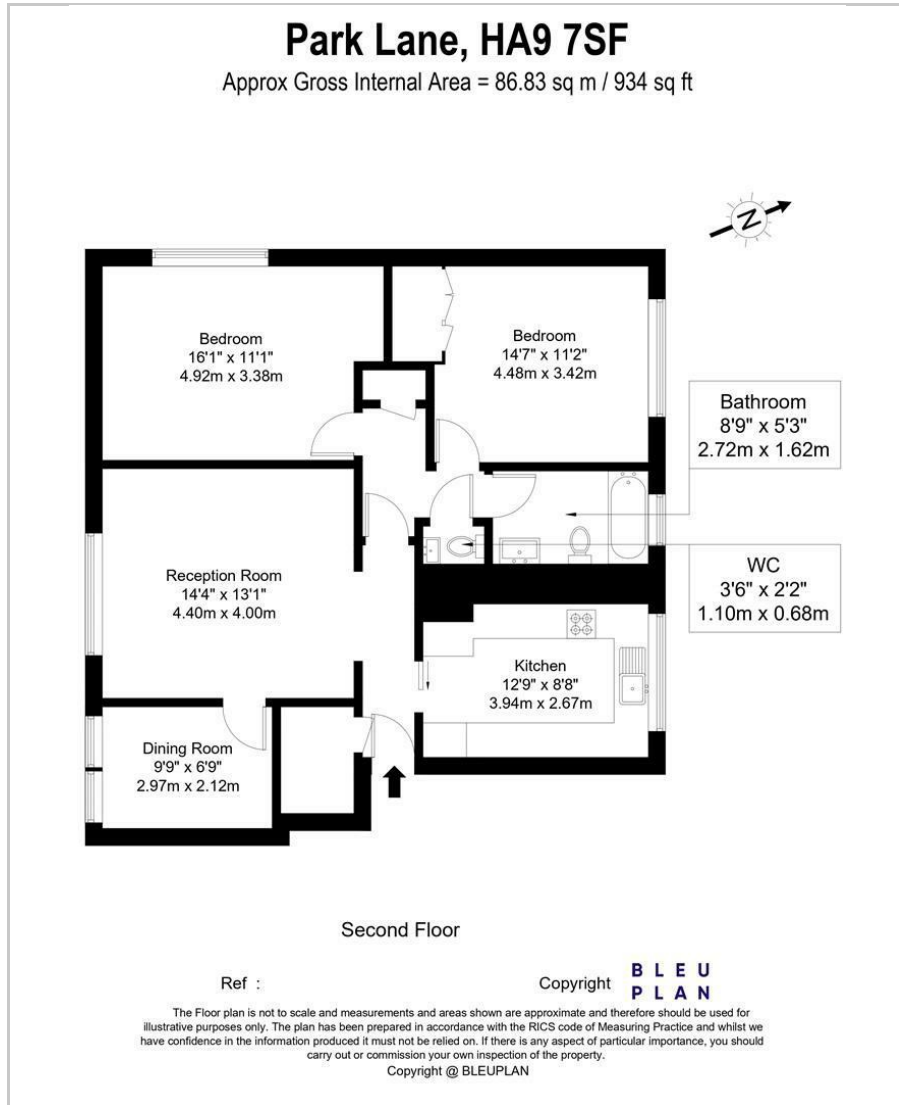 Park Lane, HA9 7SF
Approx Gross Internal Area = 86.83 sq m / 934 sq ft
N
Bedroom
16'1" x 11'1"
4.92m x 3.38m
Bedroom
14'7" x 11'2"
4.48m x 3.42m
Bathroom
8'9" x 5'3"
2.72m x 1.62m
WC
3'6" x 2'2"
1.10m x 0.68m
Reception Room
14'4" x 13'1"
4.40m x 4.00m
Kitchen
12'9" x 8'8"
3.94m x 2.67m
Dining Room
9'9" x 6'9"
2.97m x 2.12m
Second Floor
Ref :
Copyright
BLEU
PLAN
The Floor plan is not to scale and measurements and areas shown are approximate and therefore should be used for
illustrative purposes only. The plan has been prepared in accordance with the RICS code of Measuring Practice and whilst we
have confidence in the information produced it must not be relied on. If there is any aspect of particular importance, you should
carry out or commission your own inspection of the property.
Copyright @ BLEUPLAN